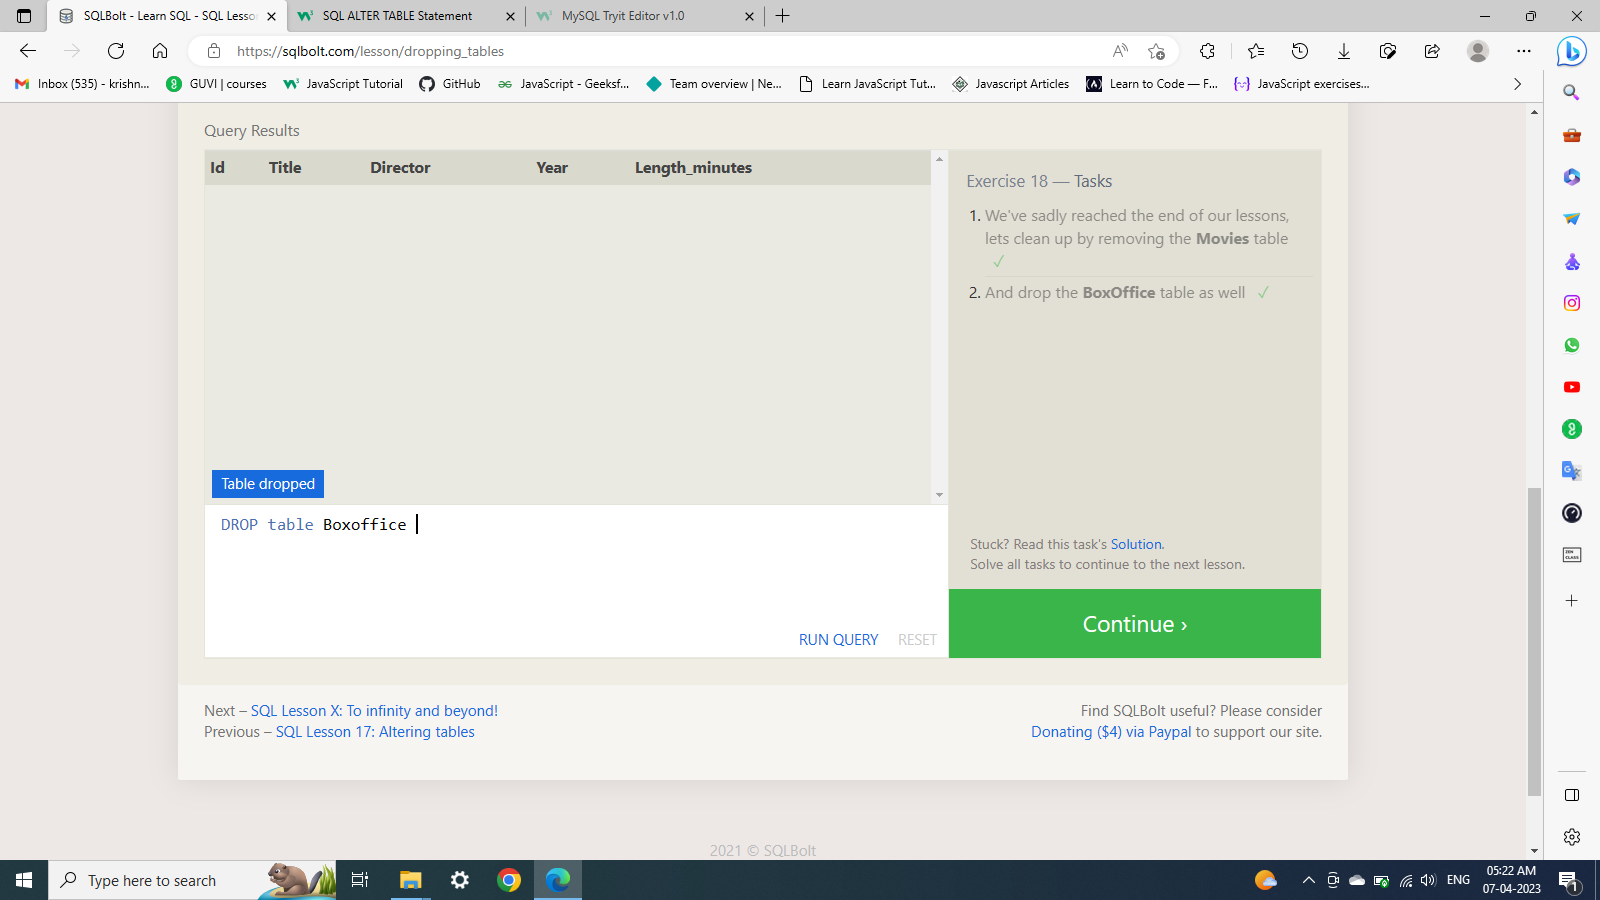 SQLBolt - Learn SQL - SQL Lesso
SQL ALTER TABLE Statement
MySQL Tryit Editor v1.0
https://sqlbolt.com/lesson/dropping_tables
Inbox (535) - krishn...
GUVI | courses
JavaScript Tutorial
GitHub
JavaScript - Geeksf...
Team overview | Ne...
Learn JavaScript Tut...
Javascript Articles
Learn to Code — F...
JavaScript exercises...
Query Results
Id Title Director Year Length_minutes
Table dropped
DROP table Boxoffice
RUN QUERY RESET
Exercise 18 — Tasks
1. We've sadly reached the end of our lessons,
lets clean up by removing the Movies table
✓
2. And drop the BoxOffice table as well ✓
Stuck? Read this task's Solution.
Solve all tasks to continue to the next lesson.
Continue ›
Next – SQL Lesson X: To infinity and beyond!
Previous – SQL Lesson 17: Altering tables
Find SQLBolt useful? Please consider
Donating ($4) via Paypal to support our site.
2021 © SQLBolt
Type here to search
ENG
05:22 AM
07-04-2023
1